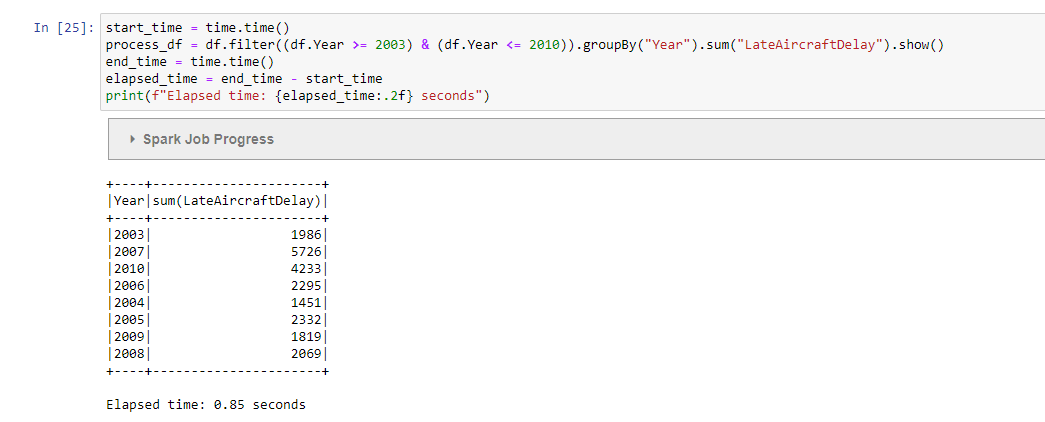 In [25]: start_time = time.time()
process_df = df.filter((df.Year >= 2003) & (df.Year <= 2010)).groupBy("Year").sum("LateAircraftDelay").show()
end_time = time.time()
elapsed_time = end_time - start_time
print(f"Elapsed time: {elapsed_time:.2f} seconds")
Spark Job Progress
+----+----------------------+
|Year|sum(LateAircraftDelay)|
+----+----------------------+
|2003|                  1986|
|2007|                  5726|
|2010|                  4233|
|2006|                  2295|
|2004|                  1451|
|2005|                  2332|
|2009|                  1819|
|2008|                  2069|
+----+----------------------+
Elapsed time: 0.85 seconds